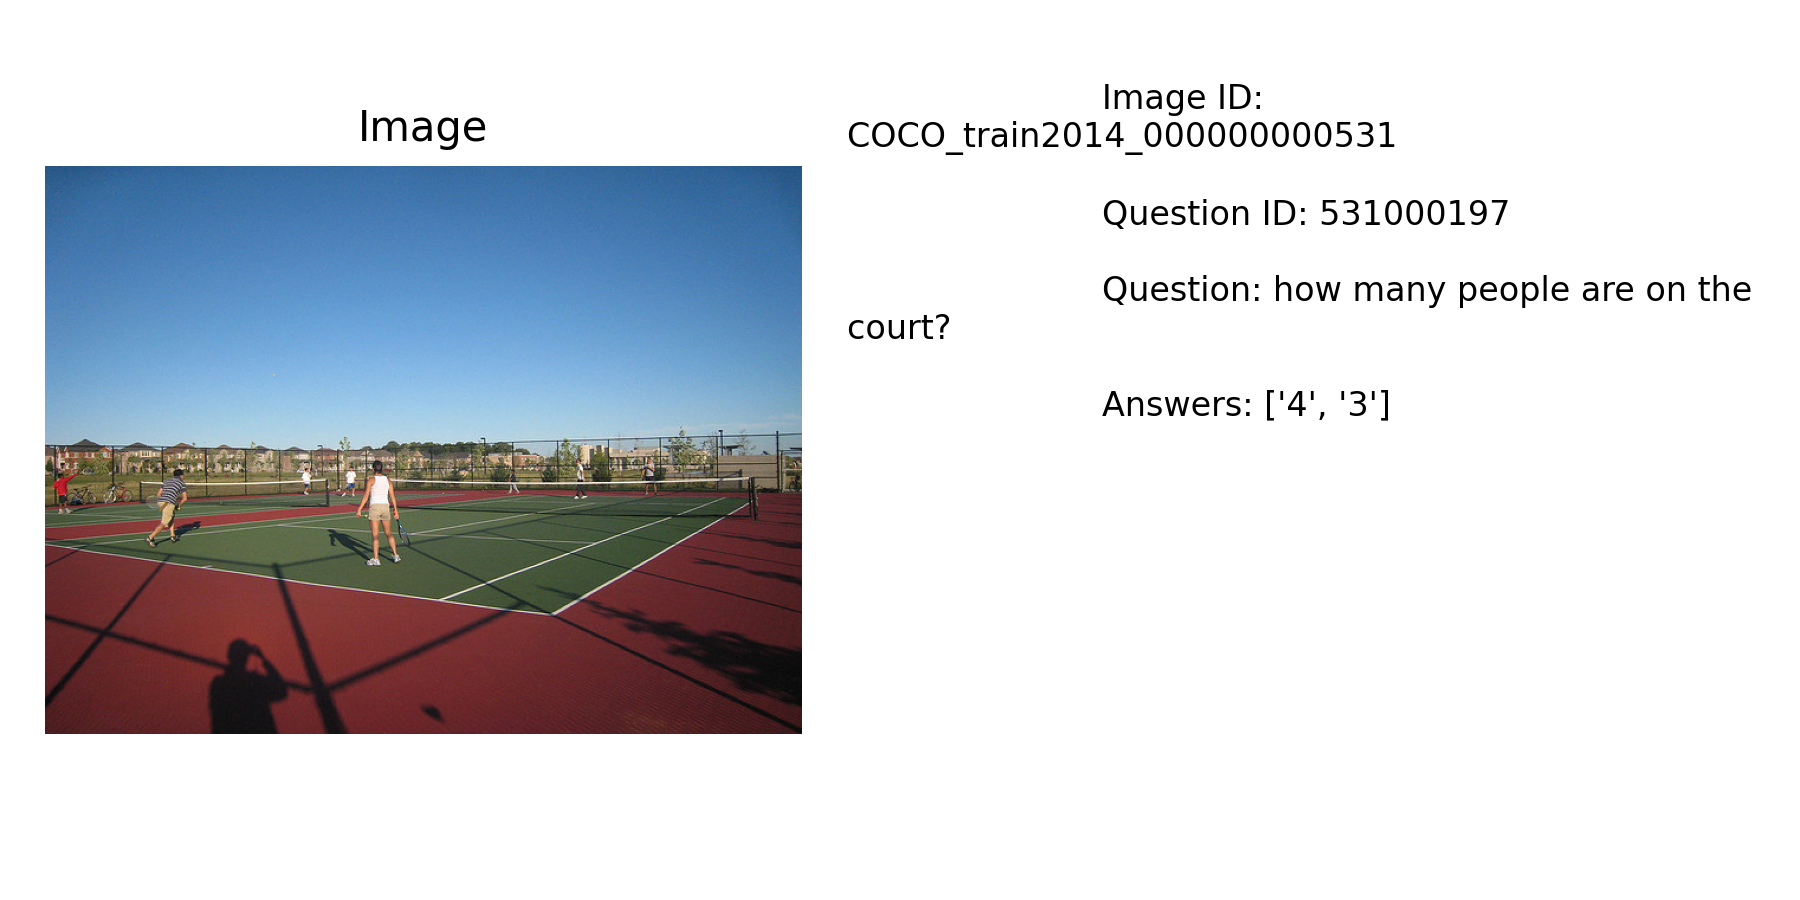 Image
Image ID:
COCO_train2014_000000000531
Question ID: 531000197
Question: how many people are on the
court?
Answers: ['4', '3']